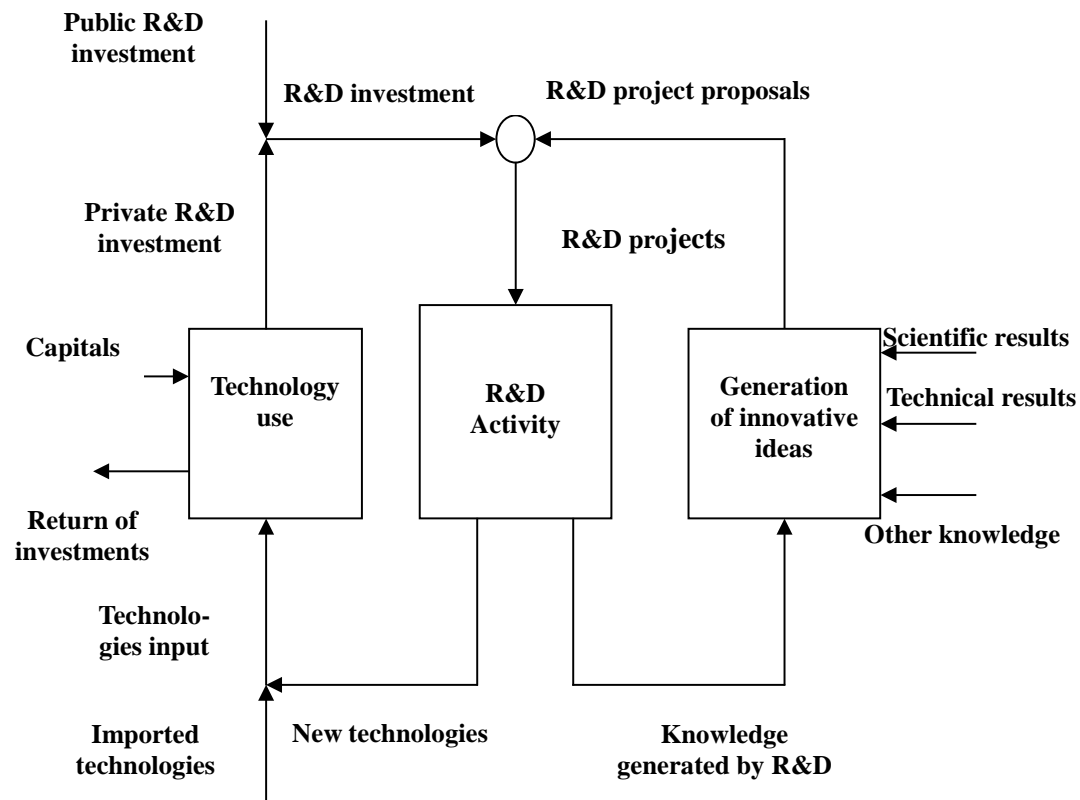 Public R&D
investment
R&D investment
R&D project proposals
Private R&D
investment
R&D projects
Capitals
Technology
use
R&D
Activity
Generation
of innovative
ideas
Scientific results
Technical results
Other knowledge
Return of
investments
Technolo-
gies input
Imported
technologies
New technologies
Knowledge
generated by R&D